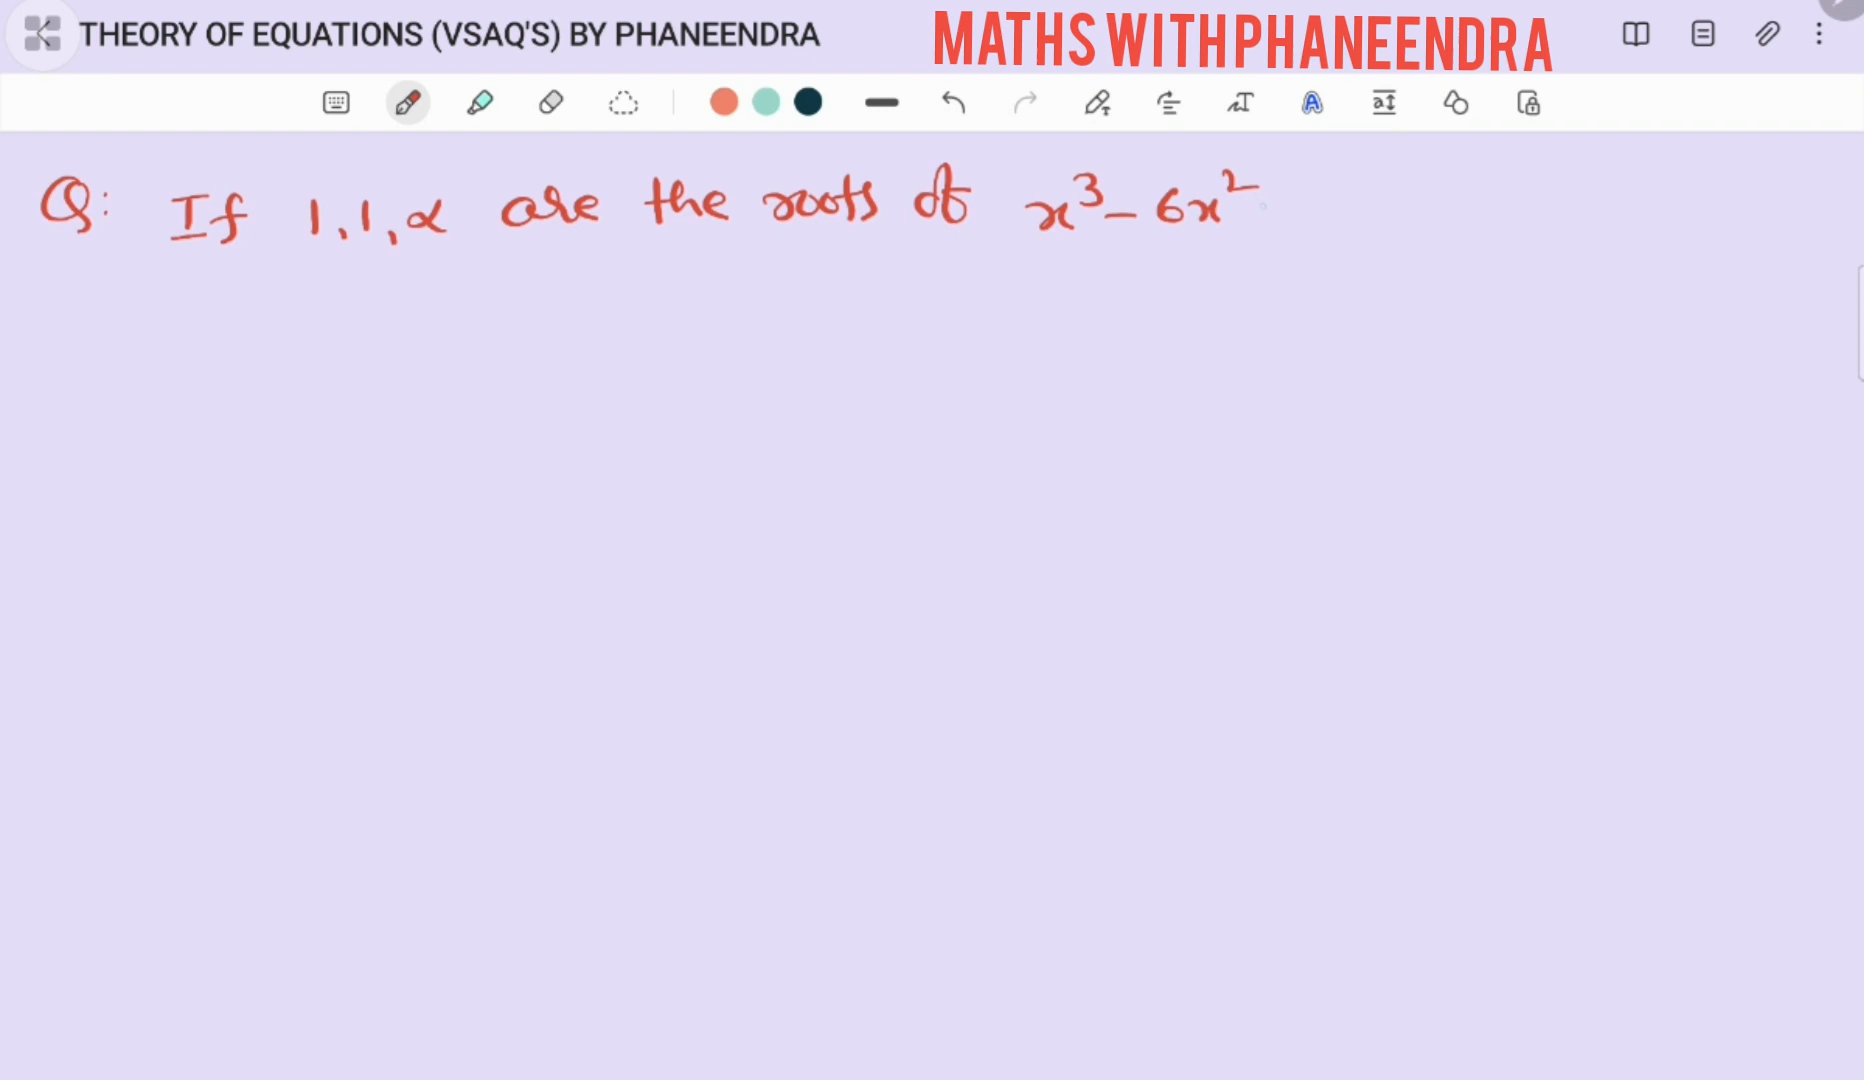 THEORY OF EQUATIONS (VSAQ'S) BY PHANEENDRA
MATHS WITH PHANEENDRA
Q: If 1, 1, α are the roots of x³ - 6x²